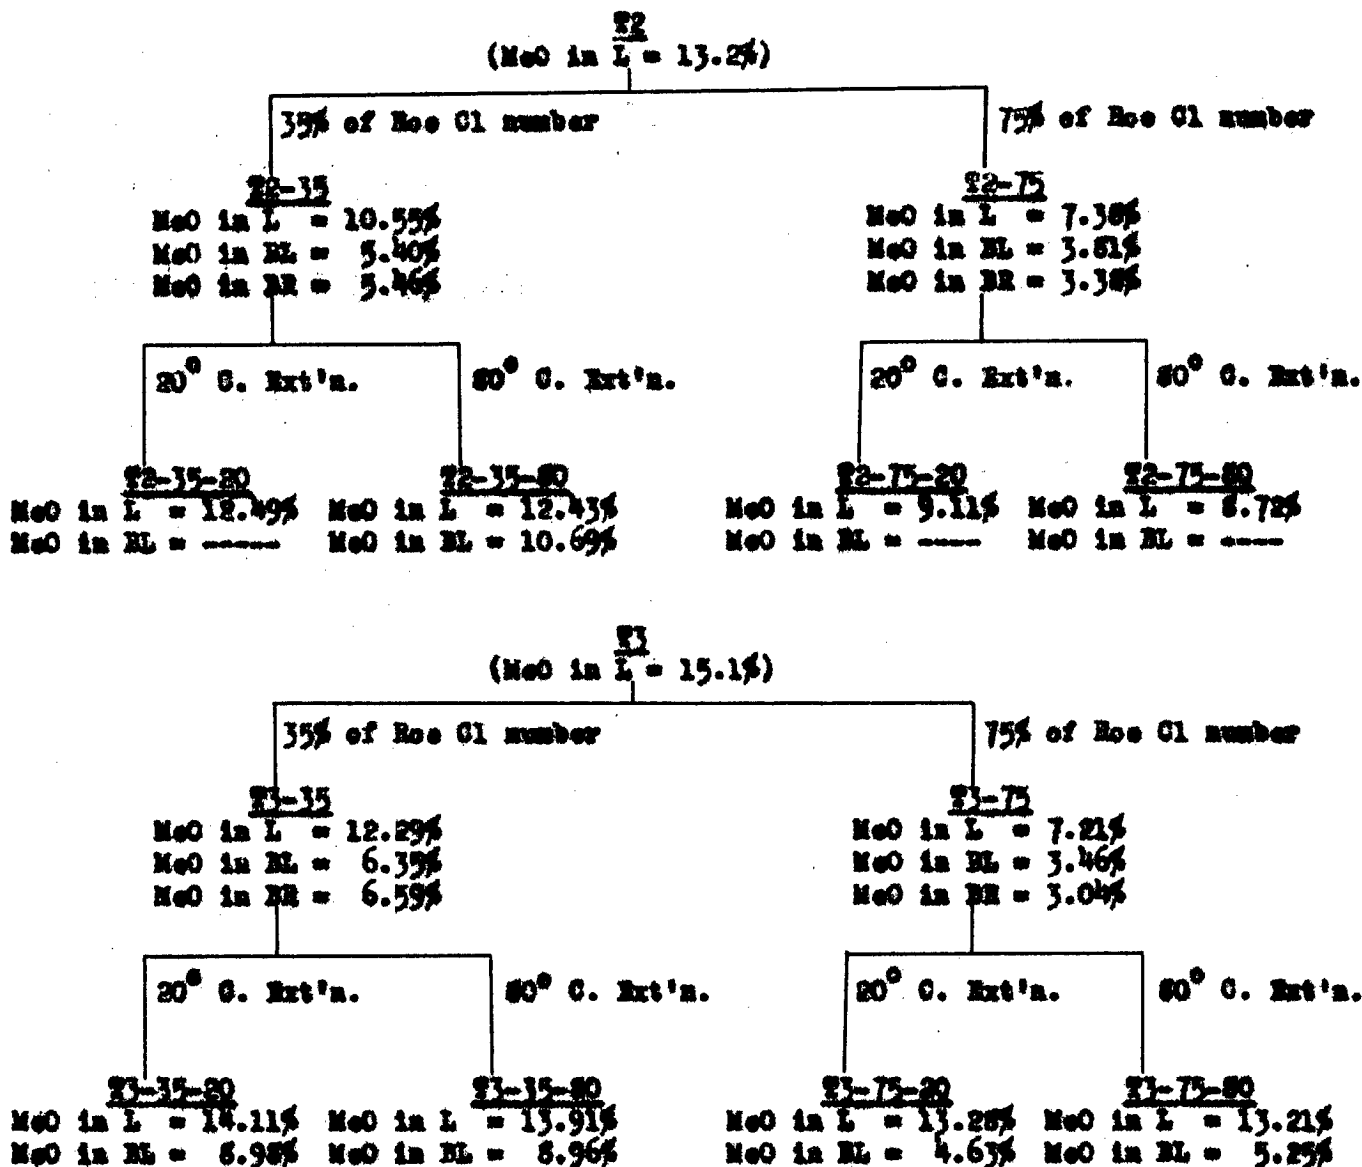 T2
(MeO in L = 13.2%)
35% of Roe Cl number
75% of Roe Cl number
T2-35
MeO in L = 10.55%
MeO in BL = 5.40%
MeO in BR = 5.46%
T2-75
MeO in L = 7.38%
MeO in BL = 3.81%
MeO in BR = 3.38%
20° C. Ext'n.
80° C. Ext'n.
20° C. Ext'n.
80° C. Ext'n.
T2-35-20
MeO in L = 12.49%
MeO in BL = -----
T2-35-80
MeO in L = 12.43%
MeO in BL = 10.69%
T2-75-20
MeO in L = 9.11%
MeO in BL = ----
T2-75-80
MeO in L = 8.72%
MeO in BL = ----
T3
(MeO in L = 15.1%)
35% of Roe Cl number
75% of Roe Cl number
T3-35
MeO in L = 12.29%
MeO in BL = 6.35%
MeO in BR = 6.59%
T3-75
MeO in L = 7.21%
MeO in BL = 3.46%
MeO in BR = 3.04%
20° C. Ext'n.
80° C. Ext'n.
20° C. Ext'n.
80° C. Ext'n.
T3-35-20
MeO in L = 14.11%
MeO in BL = 8.98%
T3-35-80
MeO in L = 13.91%
MeO in BL = 8.96%
T3-75-20
MeO in L = 13.28%
MeO in BL = 4.63%
T3-75-80
MeO in L = 13.21%
MeO in BL = 5.25%